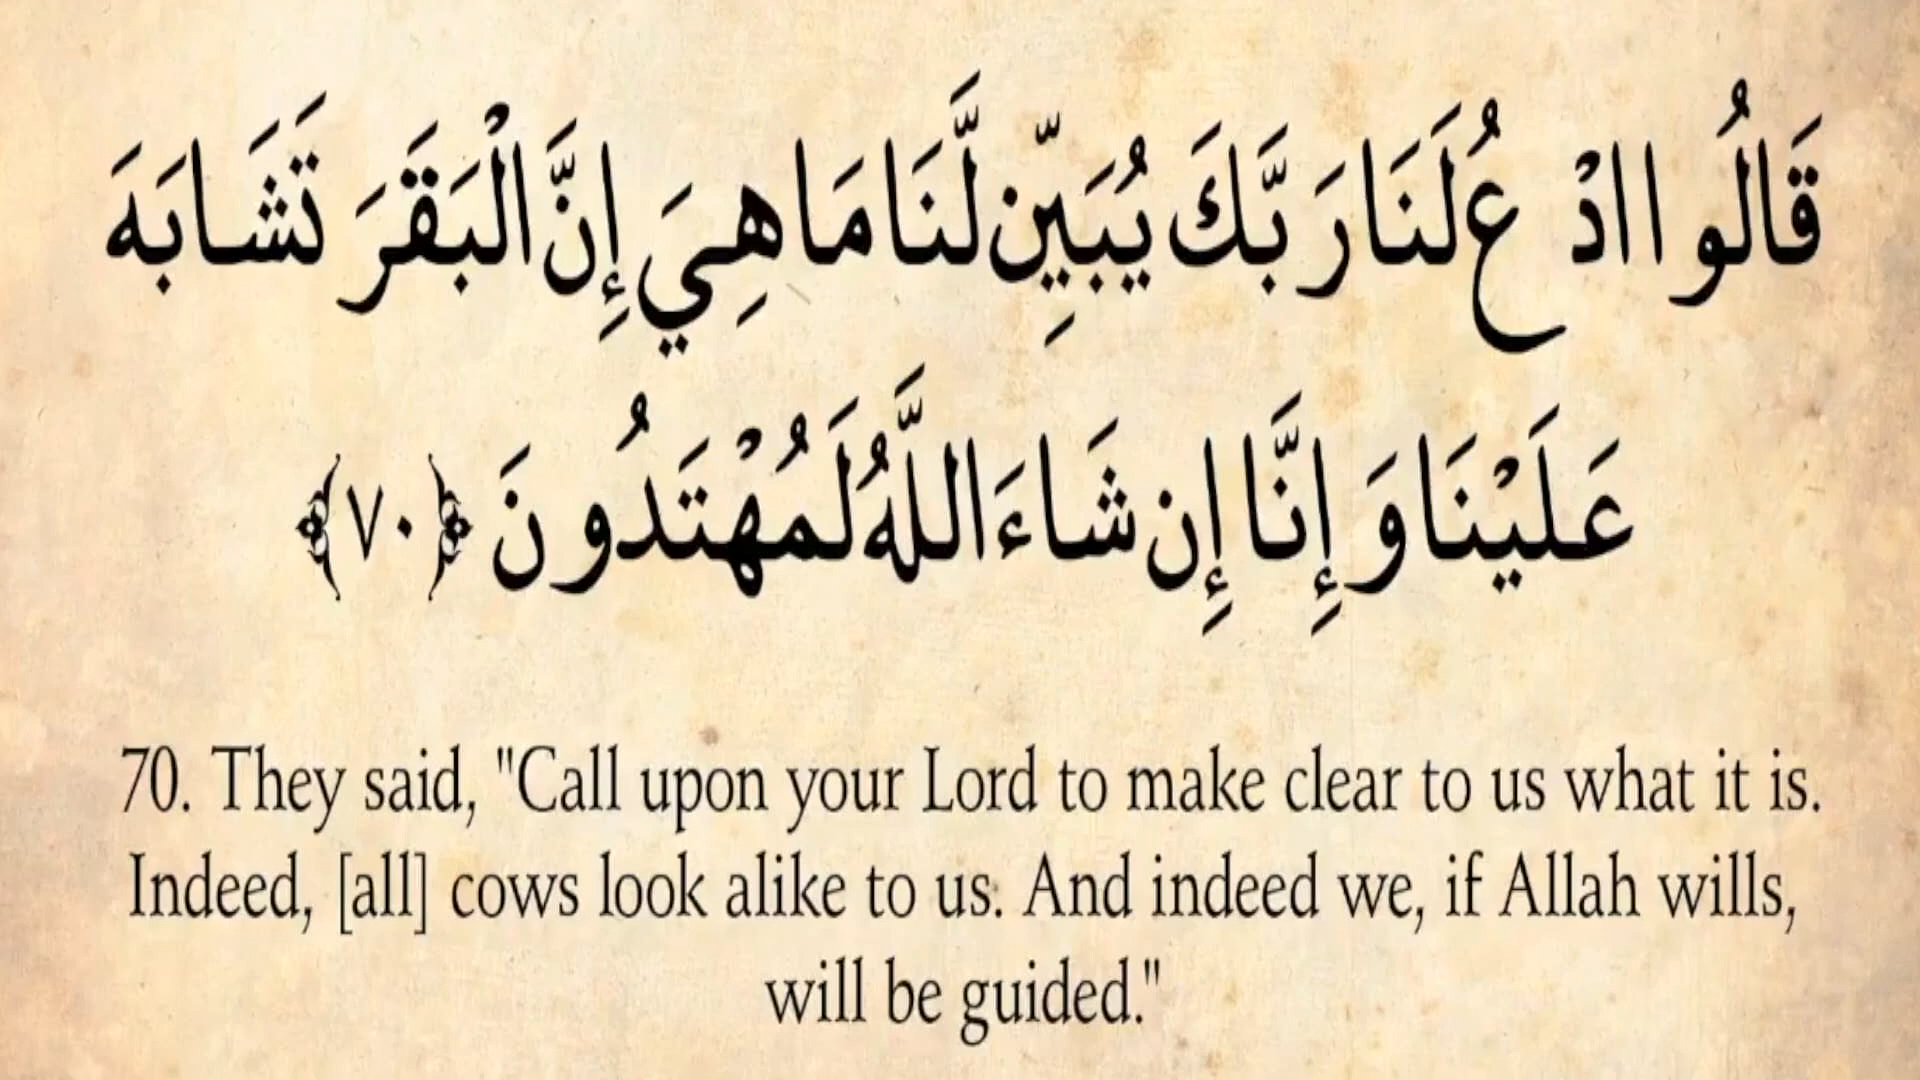 قَالُوا ادْعُ لَنَا رَبَّكَ يُبَيِّن لَّنَا مَا هِيَ إِنَّ الْبَقَرَ تَشَابَهَ
عَلَيْنَا وَإِنَّا إِن شَاءَ اللَّهُ لَمُهْتَدُونَ ﴿٧٠﴾
70. They said, "Call upon your Lord to make clear to us what it is.
Indeed, [all] cows look alike to us. And indeed we, if Allah wills,
will be guided."